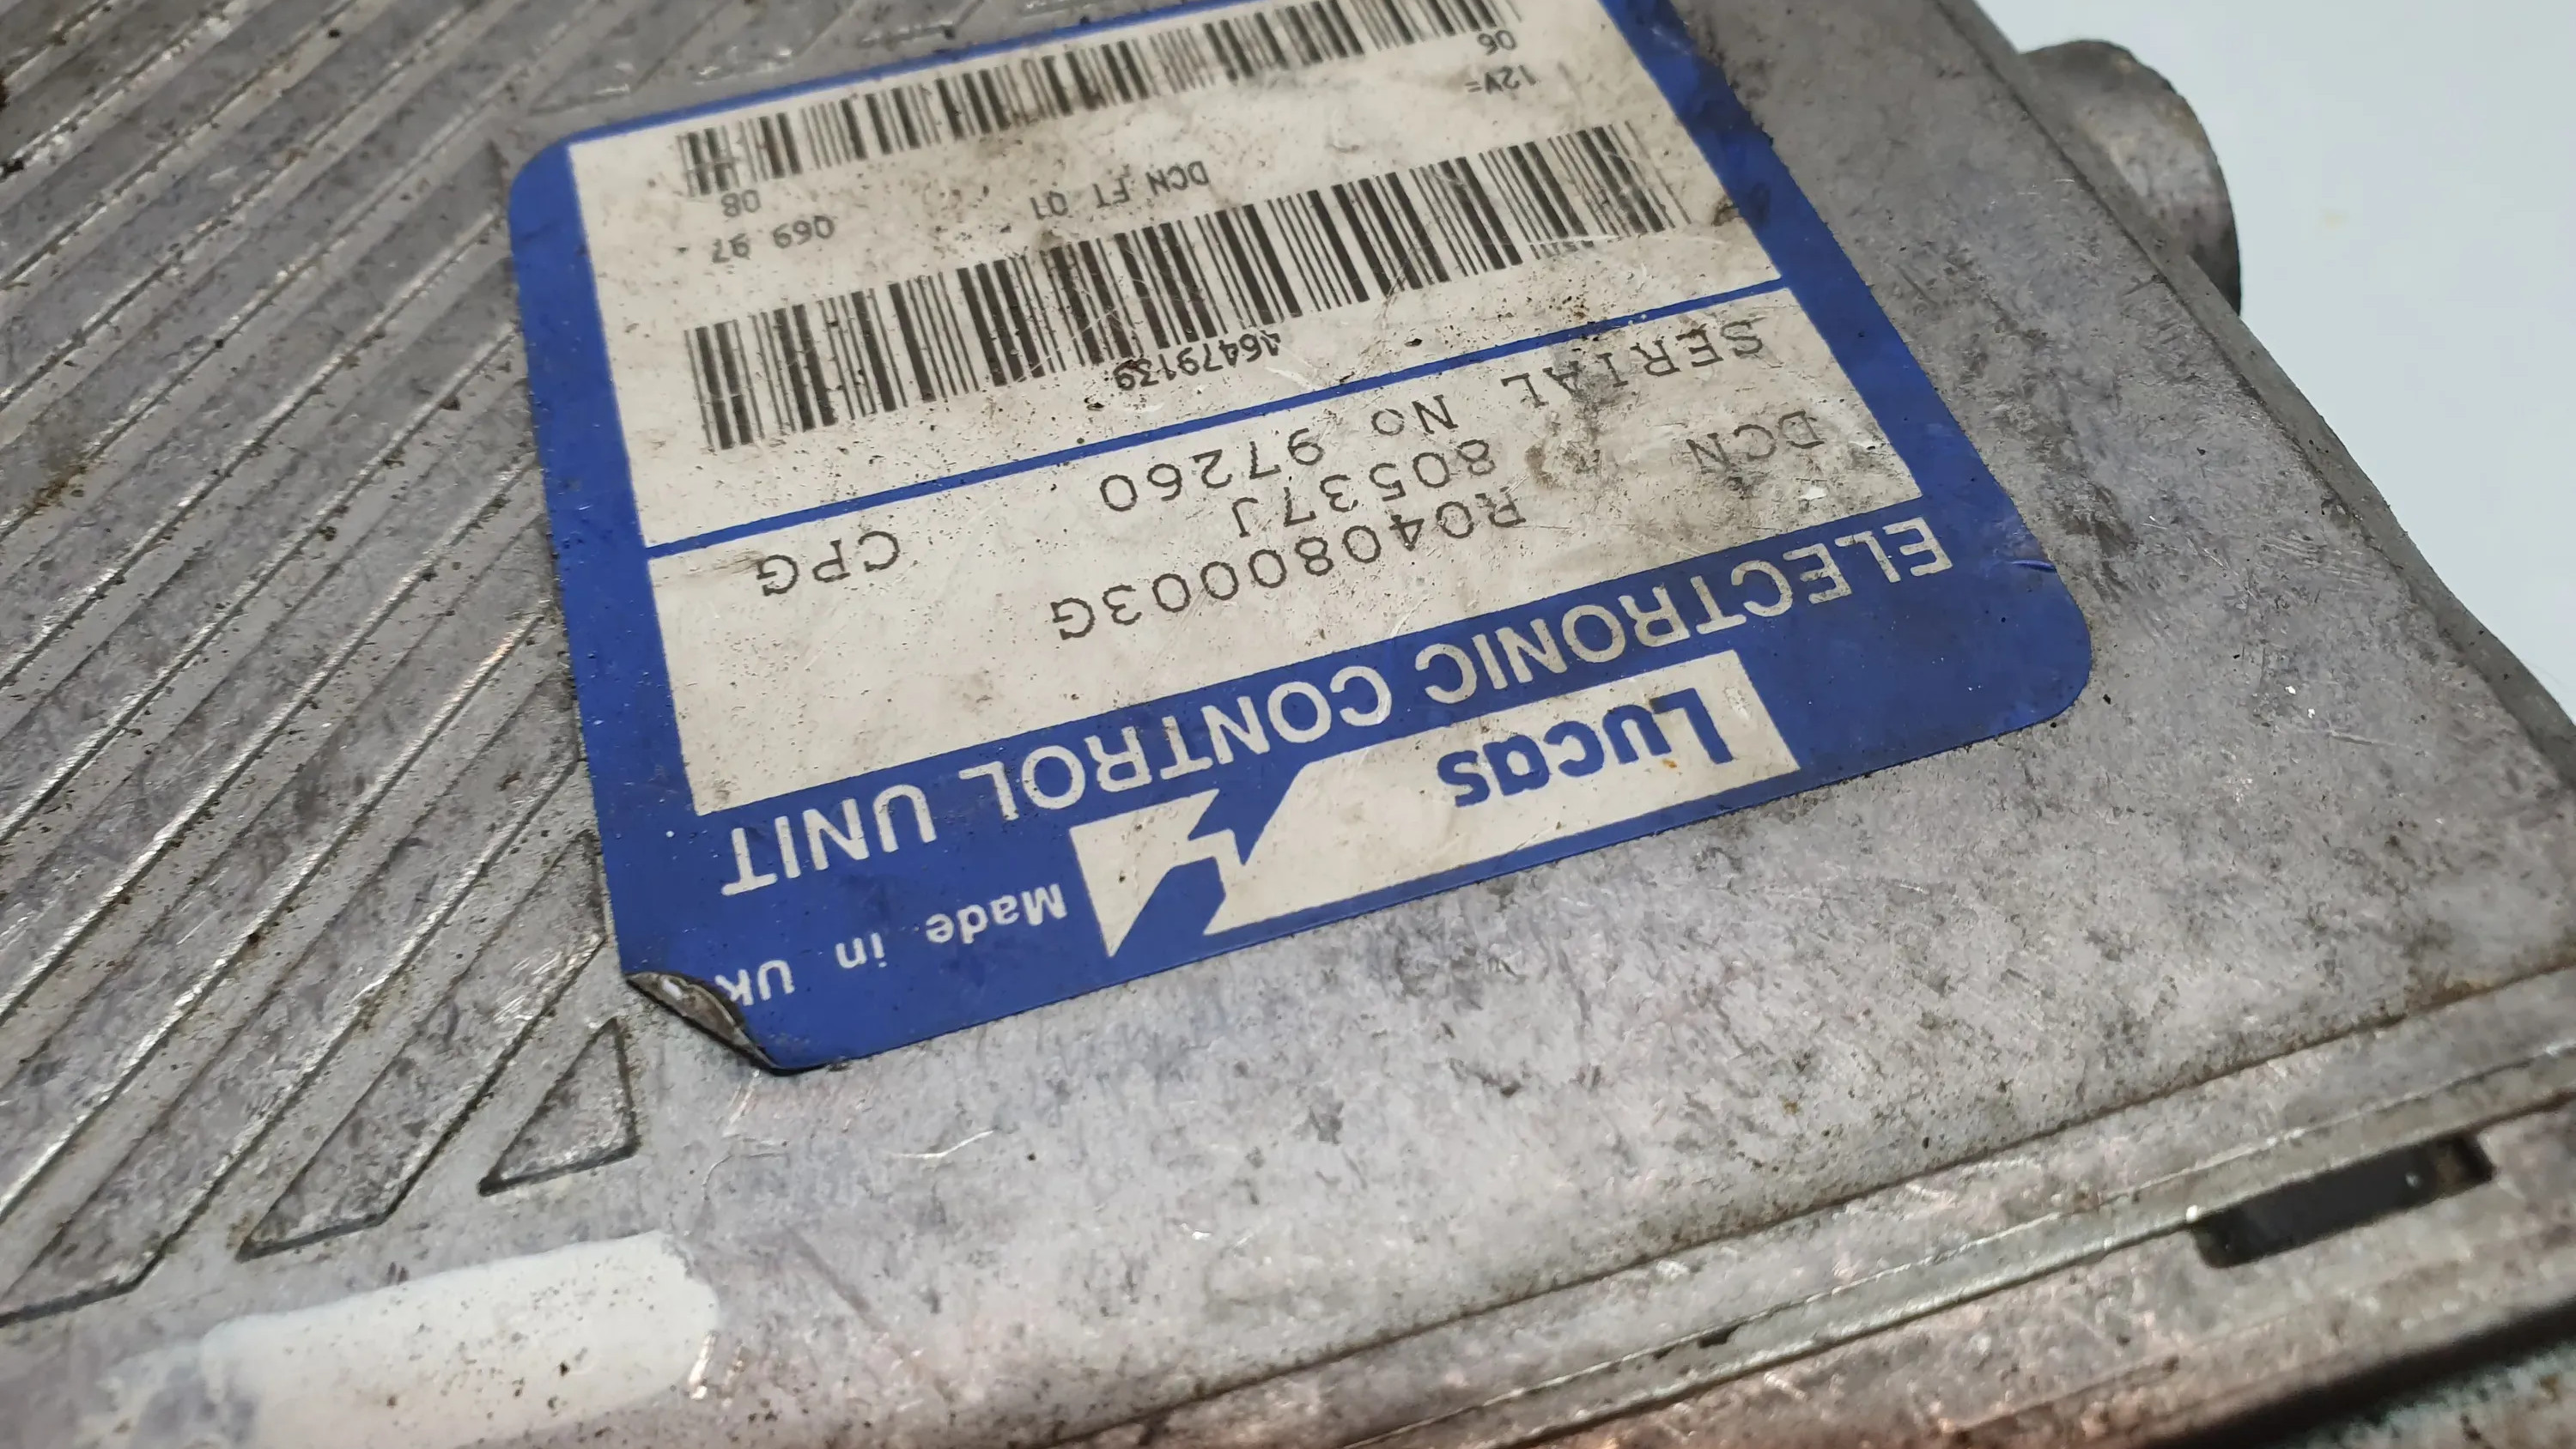 Made in UK
Lucas
ELECTRONIC CONTROL UNIT
R04080003G
DCN 80537J CPG
SERIAL No 97260
46479139
DCN FT 01 069 97
12V= 08
06